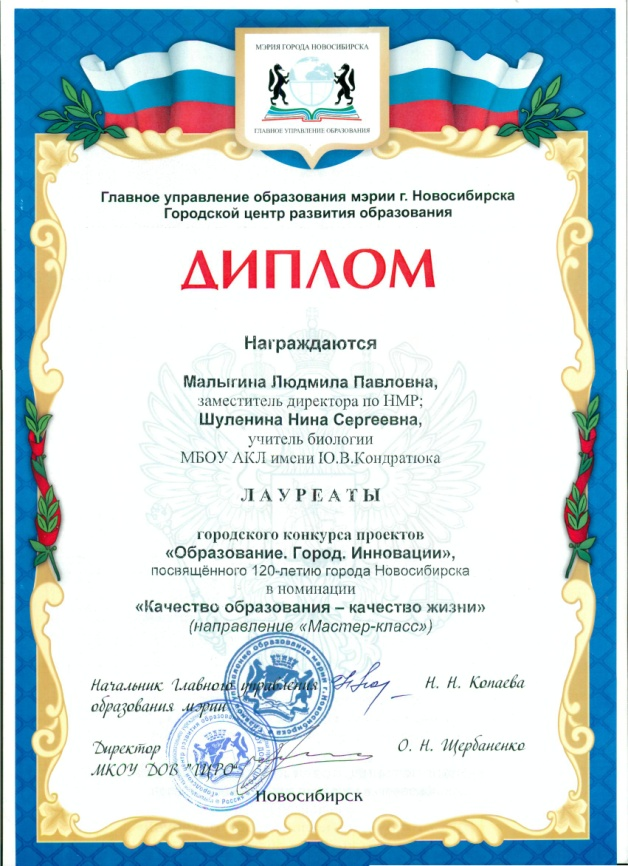 МЭРИЯ ГОРОДА НОВОСИБИРСКА
ГЛАВНОЕ УПРАВЛЕНИЕ ОБРАЗОВАНИЯ
Главное управление образования мэрии г. Новосибирска
Городской центр развития образования
ДИПЛОМ
Награждаются
Малыгина Людмила Павловна,
заместитель директора по НМР;
Шуленина Нина Сергеевна,
учитель биологии
МБОУ АКЛ имени Ю.В.Кондратюка
ЛАУРЕАТЫ
городского конкурса проектов
«Образование. Город. Инновации»,
посвящённого 120-летию города Новосибирска
в номинации
«Качество образования – качество жизни»
(направление «Мастер-класс»)
Начальник Главного управления
образования мэрии
Н. Н. Копаева
Директор
МКОУ ДОВ "ГЦРО"
О. Н. Щербаненко
Новосибирск